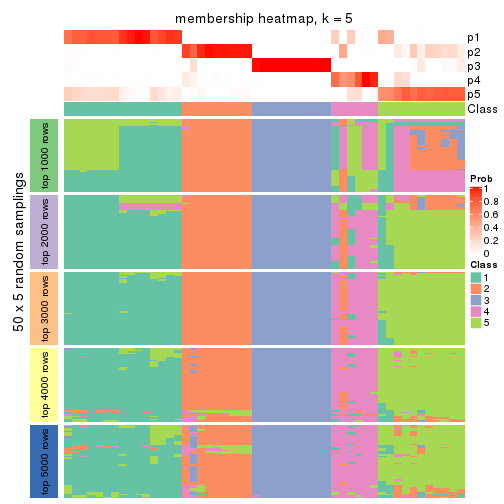 membership heatmap, k = 5
p1
p2
p3
p4
p5
Class
50 x 5 random samplings
top 1000 rows
top 2000 rows
top 3000 rows
top 4000 rows
top 5000 rows
Prob
1
0.8
0.6
0.4
0.2
0
Class
1
2
3
4
5